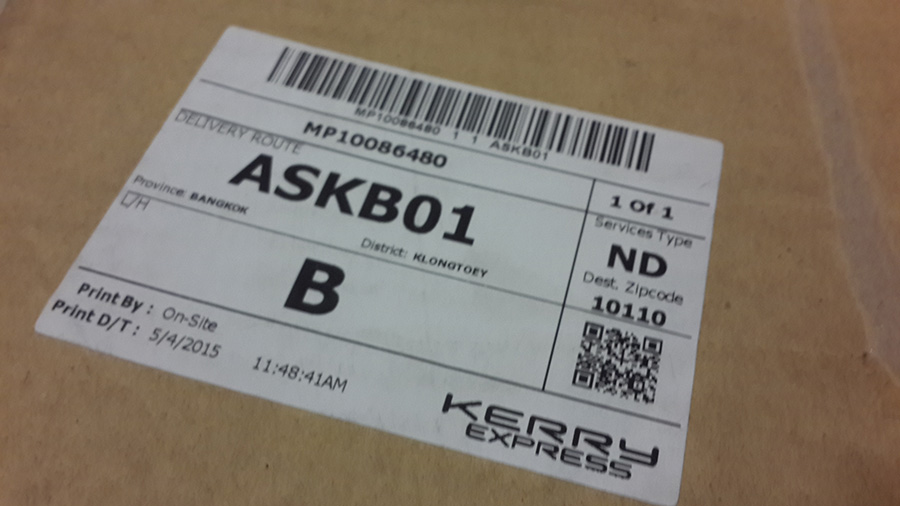 MP10086480 1 1 ASKB01
MP10086480
DELIVERY ROUTE
ASKB01
1 Of 1
Services Type
ND
Province: BANGKOK
District: KLONGTOEY
Dest. Zipcode
10110
L/H
B
Print By : On-Site
Print D/T : 5/4/2015 11:48:41AM
KERRY
EXPRESS